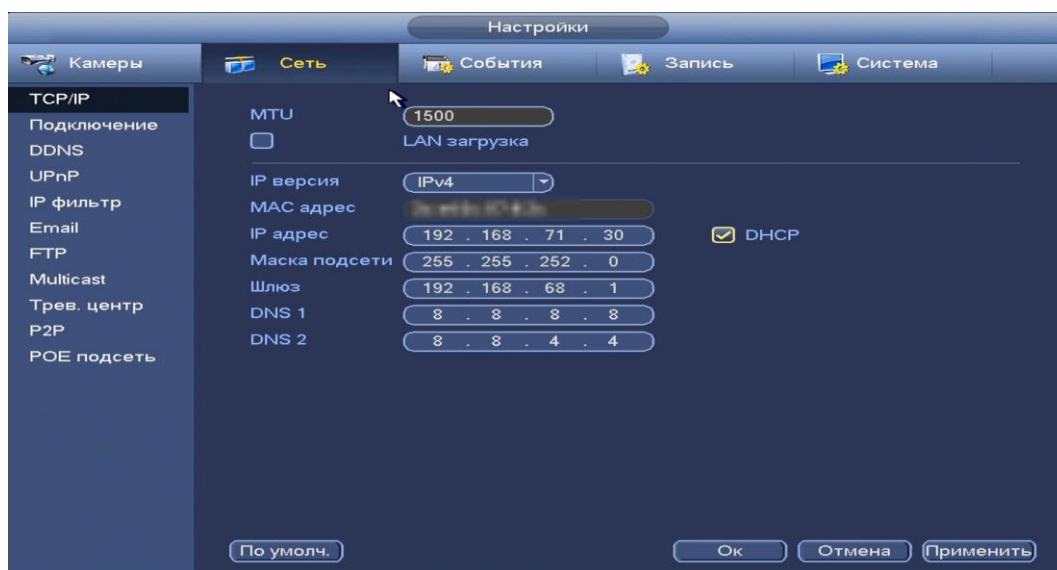 Настройки
Камеры Сеть События Запись Система
TCP/IP
Подключение
DDNS
UPnP
IP фильтр
Email
FTP
Multicast
Трев. центр
P2P
POE подсеть
MTU 1500
LAN загрузка
IP версия IPv4
MAC адрес
IP адрес 192 . 168 . 71 . 30 DHCP
Маска подсети 255 . 255 . 252 . 0
Шлюз 192 . 168 . 68 . 1
DNS 1 8 . 8 . 8 . 8
DNS 2 8 . 8 . 4 . 4
По умолч. Ок Отмена Применить